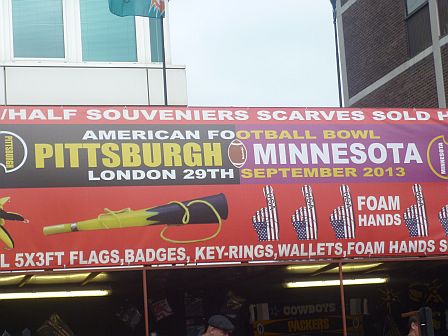 /HALF SOUVENIERS SCARVES SOLD H
AMERICAN FOOTBALL BOWL
PITTSBURGH MINNESOTA
LONDON 29TH SEPTEMBER 2013
PITTSBURGH
FOAM
HANDS
L 5X3FT FLAGS,BADGES, KEY-RINGS,WALLETS,FOAM HANDS S
COWBOYS
PACKERS